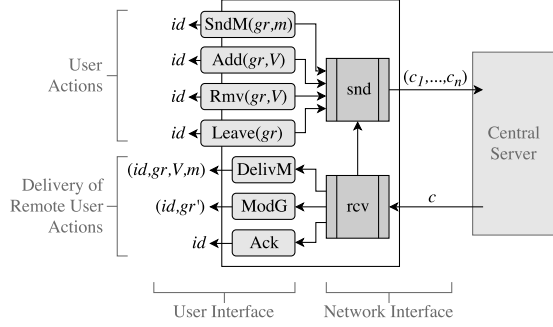 User
Actions
id
SndM(gr,m)
id
Add(gr,V)
id
Rmv(gr,V)
id
Leave(gr)
snd
(c1,...,cn)
Central
Server
Delivery of
Remote User
Actions
(id,gr,V,m)
DelivM
(id,gr')
ModG
id
Ack
rcv
c
User Interface
Network Interface